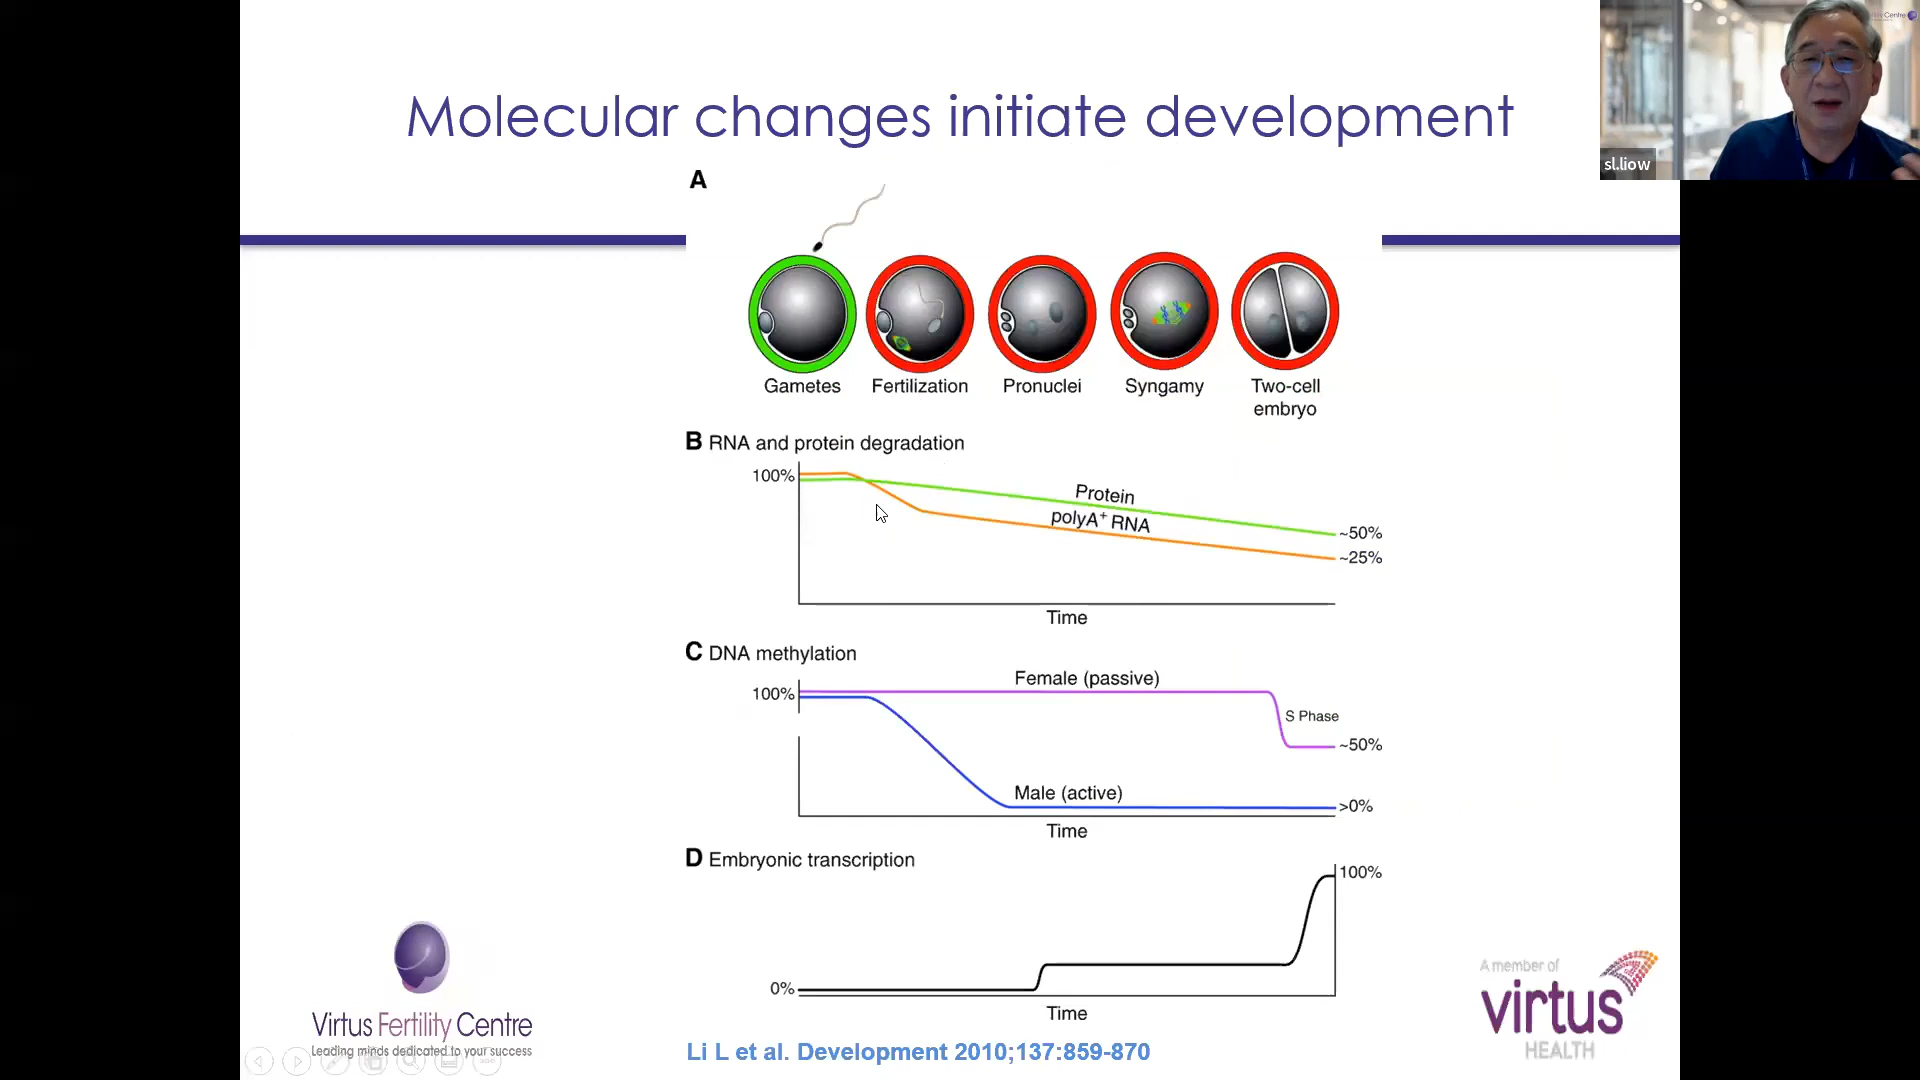 Molecular changes initiate development
sl.liow
A
Gametes
Fertilization
Pronuclei
Syngamy
Two-cell
embryo
B RNA and protein degradation
100%
Protein
polyA+ RNA
~50%
~25%
Time
C DNA methylation
100%
Female (passive)
S Phase
~50%
Male (active)
>0%
Time
D Embryonic transcription
100%
0%
Time
Virtus Fertility Centre
Leading minds dedicated to your success
Li L et al. Development 2010;137:859-870
A member of
virtus
HEALTH